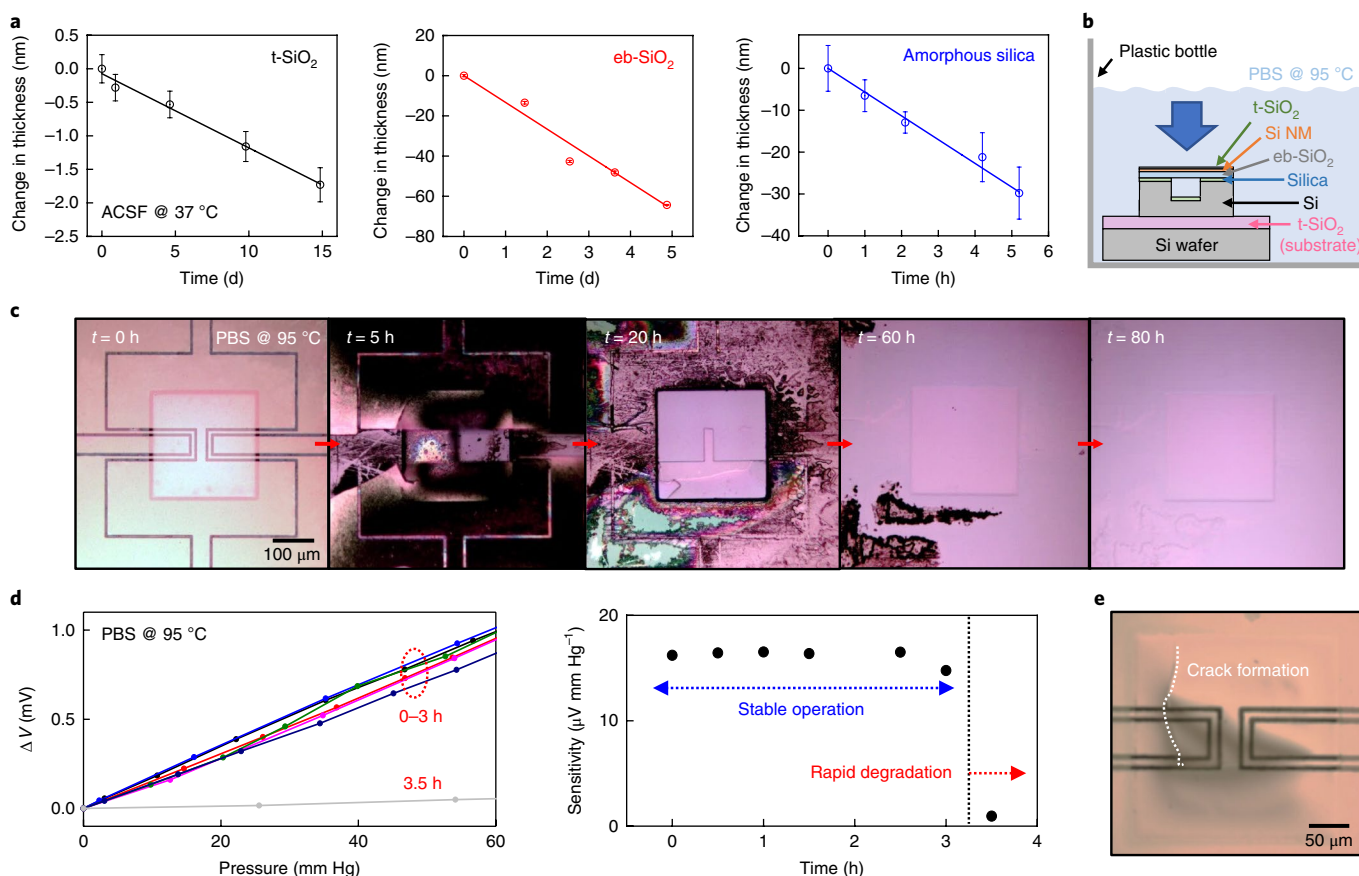 a
t-SiO2
ACSF @ 37 °C
Change in thickness (nm)
0.0
–0.5
–1.0
–1.5
–2.0
–2.5
0
5
10
15
Time (d)
eb-SiO2
Change in thickness (nm)
20
0
–20
–40
–60
–80
0
1
2
3
4
5
Time (d)
Amorphous silica
Change in thickness (nm)
10
0
–10
–20
–30
–40
0
1
2
3
4
5
6
Time (h)
b
Plastic bottle
PBS @ 95 °C
t-SiO2
Si NM
eb-SiO2
Silica
Si
t-SiO2
(substrate)
Si wafer
c
t = 0 h
PBS @ 95 °C
100 μm
t = 5 h
t = 20 h
t = 60 h
t = 80 h
d
PBS @ 95 °C
0–3 h
3.5 h
ΔV (mV)
1.0
0.5
0.0
0
20
40
60
Pressure (mm Hg)
Sensitivity (μV mm Hg–1)
20
10
0
Stable operation
Rapid degradation
0
1
2
3
4
Time (h)
e
Crack formation
50 μm